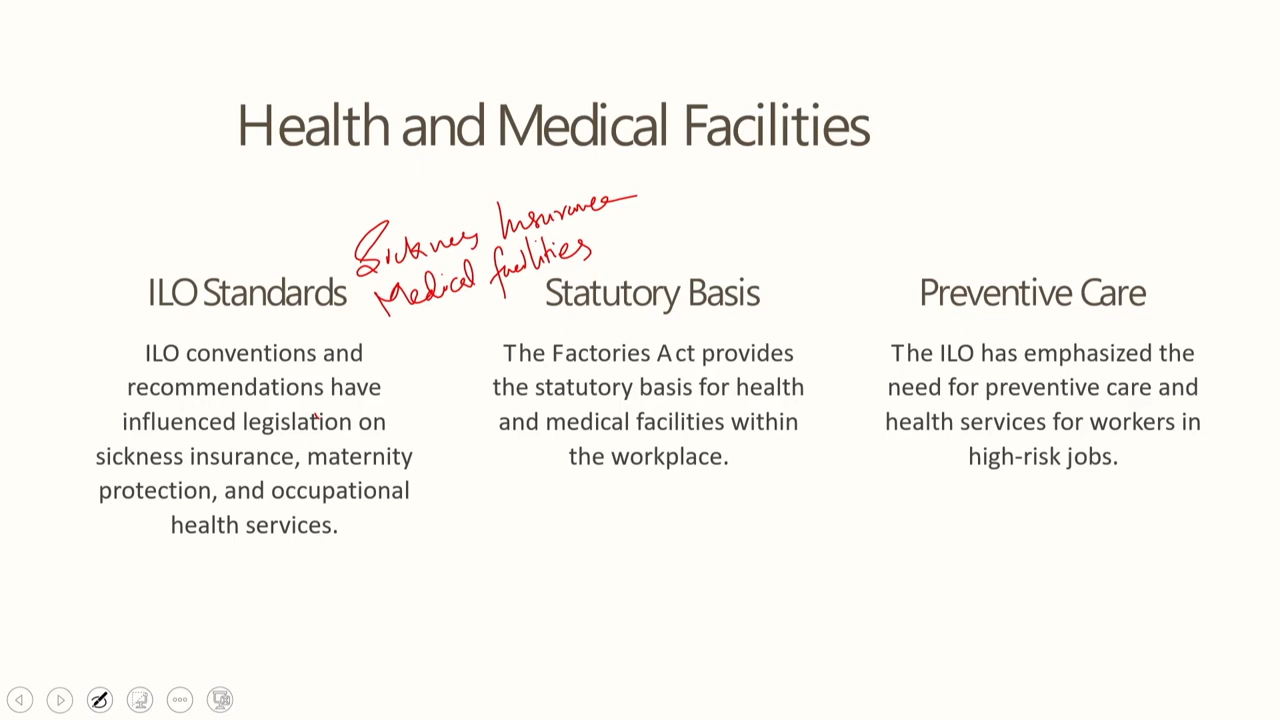 Health and Medical Facilities
Sickness Insurance
Medical facilities
ILO Standards
ILO conventions and
recommendations have
influenced legislation on
sickness insurance, maternity
protection, and occupational
health services.
Statutory Basis
The Factories Act provides
the statutory basis for health
and medical facilities within
the workplace.
Preventive Care
The ILO has emphasized the
need for preventive care and
health services for workers in
high-risk jobs.